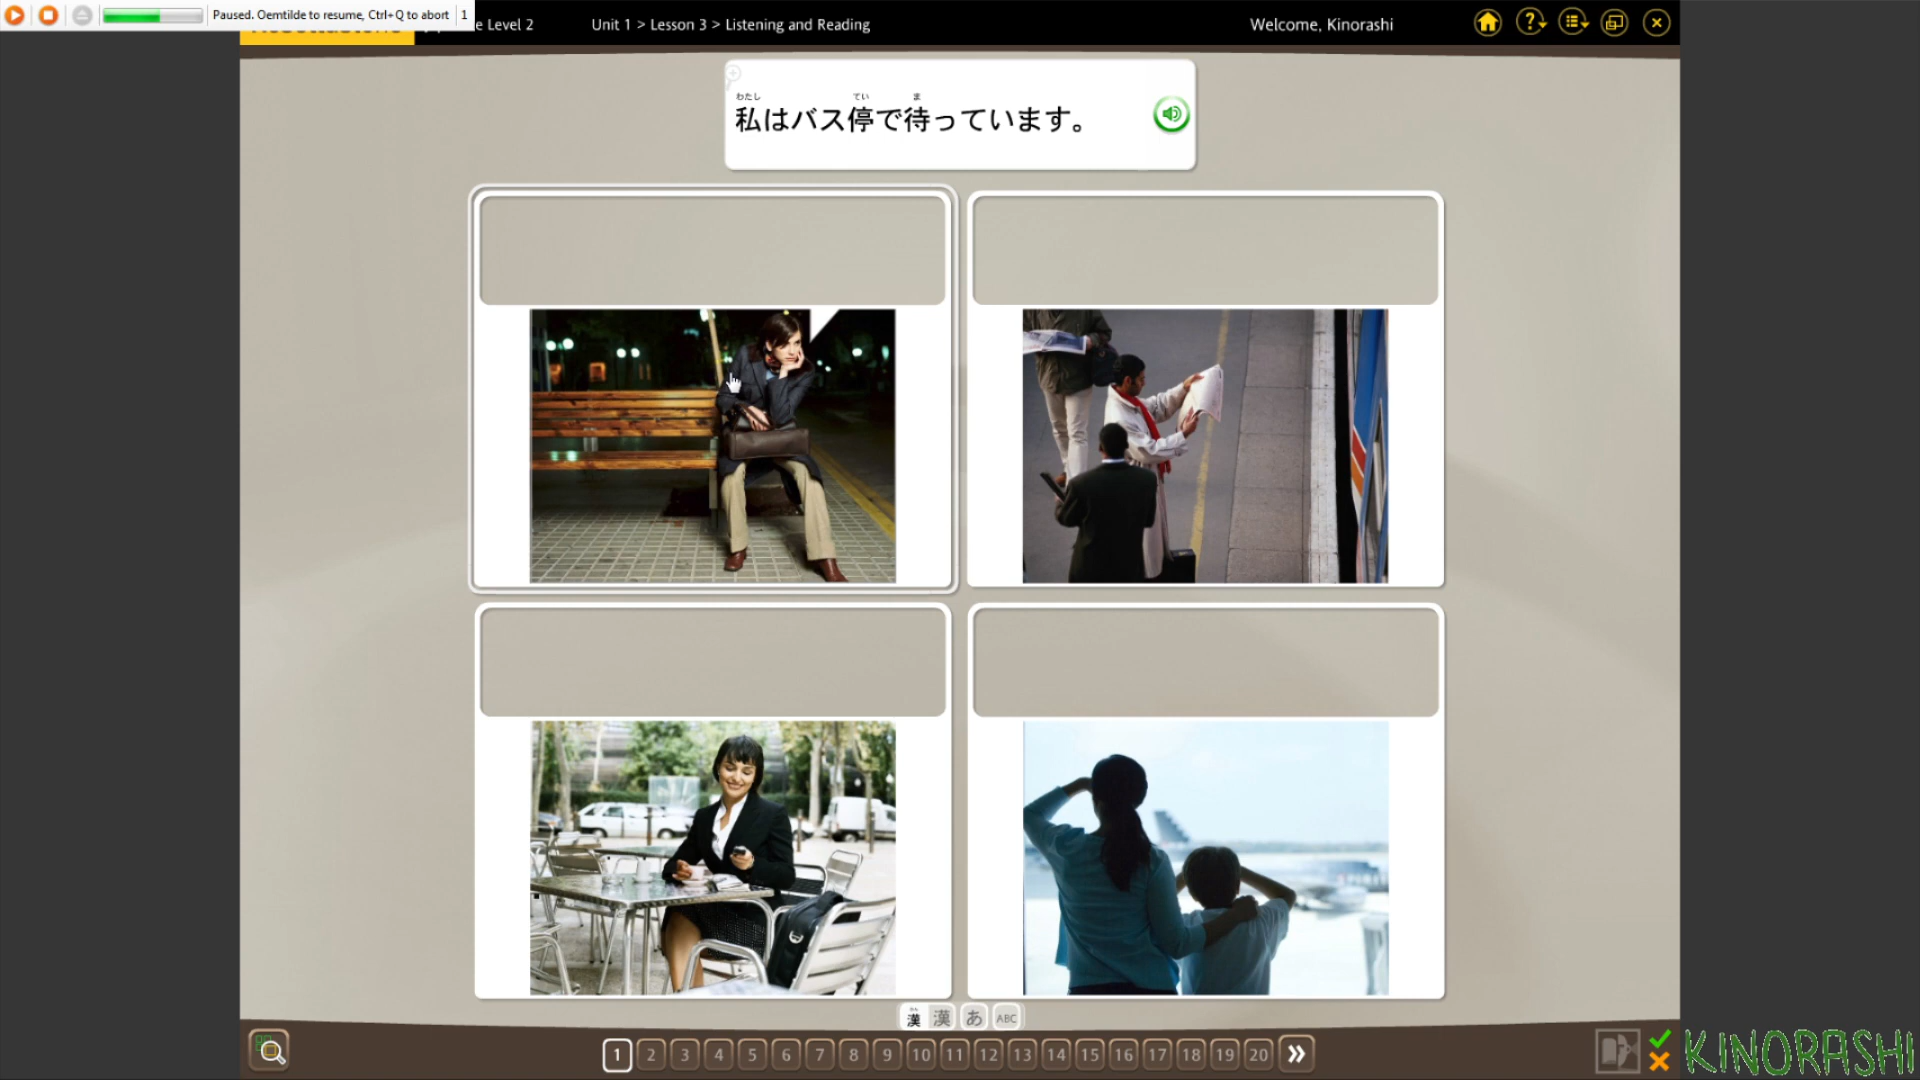 Paused. Oemtilde to resume, Ctrl+Q to abort 1
e Level 2
Unit 1 > Lesson 3 > Listening and Reading
Welcome, Kinorashi
わたし てい ま
私はバス停で待っています。
漢 漢 あ ABC
1 2 3 4 5 6 7 8 9 10 11 12 13 14 15 16 17 18 19 20 »
KINORASHI